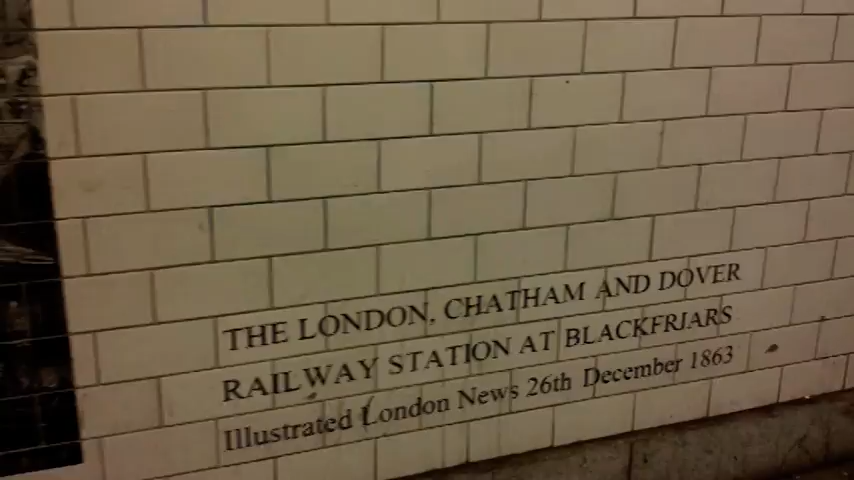 THE LONDON, CHATHAM AND DOVER
RAILWAY STATION AT BLACKFRIARS
Illustrated London News 26th December 1863